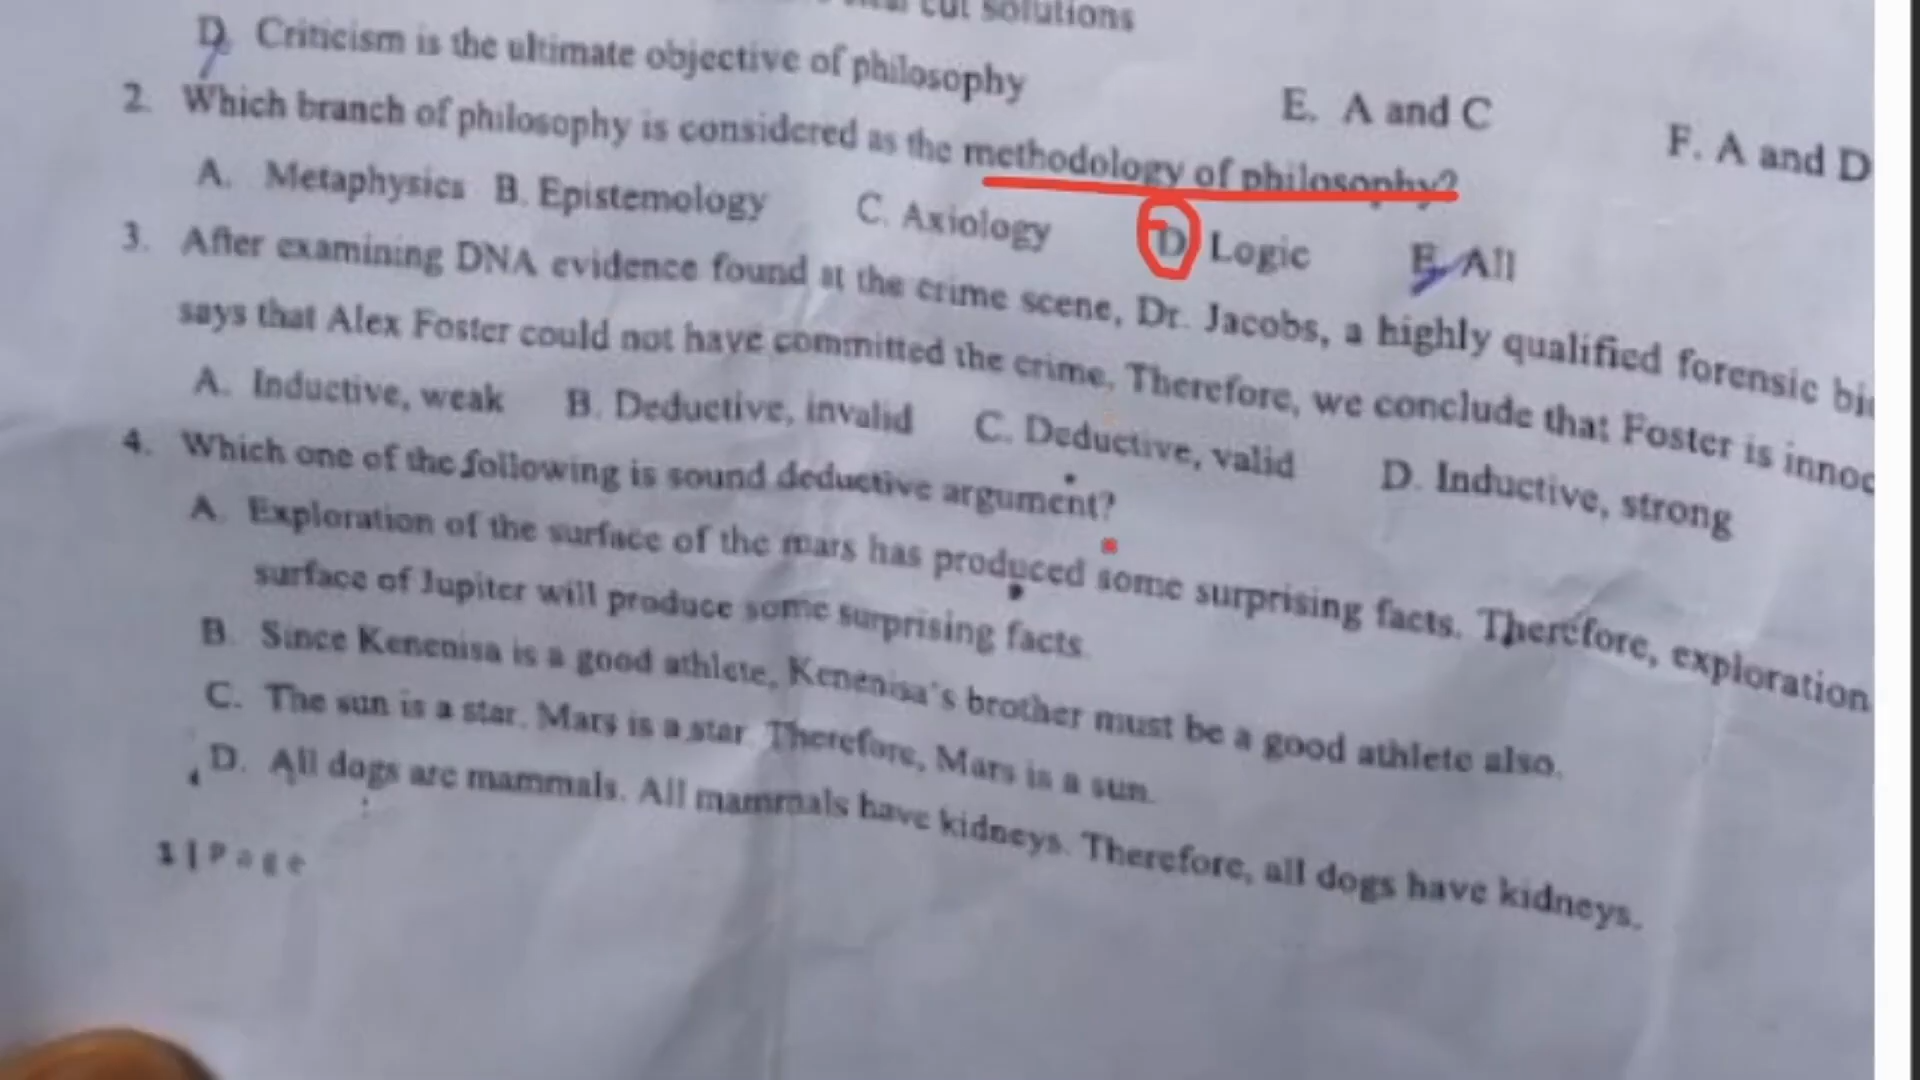 cut solutions
D. Criticism is the ultimate objective of philosophy
E. A and C
F. A and D
2. Which branch of philosophy is considered as the methodology of philosophy?
A. Metaphysics B. Epistemology C. Axiology D. Logic E. All
3. After examining DNA evidence found at the crime scene, Dr. Jacobs, a highly qualified forensic
says that Alex Foster could not have committed the crime, Therefore, we conclude that Foster is
A. Inductive, weak B. Deductive, invalid C. Deductive, valid D. Inductive, strong
4. Which one of the following is sound deductive argument?
A. Exploration of the surface of the mars has produced some surprising facts. Therefore, exploration
surface of Jupiter will produce some surprising facts
B. Since Kenenisa is a good athlete, Kenenisa's brother must be a good athlete also.
C. The sun is a star. Mars is a star. Therefore, Mars is a sun.
D. All dogs are mammals. All mammals have kidneys. Therefore, all dogs have kidneys.
1 | Page